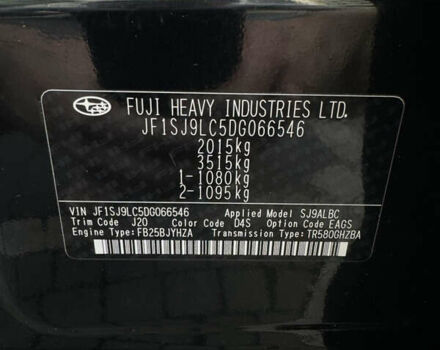 FUJI HEAVY INDUSTRIES LTD.
JF1SJ9LC5DG066546
2015kg
3515kg
1-1080kg
2-1095kg
VIN JF1SJ9LC5DG066546 Applied Model SJ9ALBC
Trim Code J20 Color Code D4S Option Code EAGS
Engine Type FB25BJYHZA Transmission Type TR580GHZBA